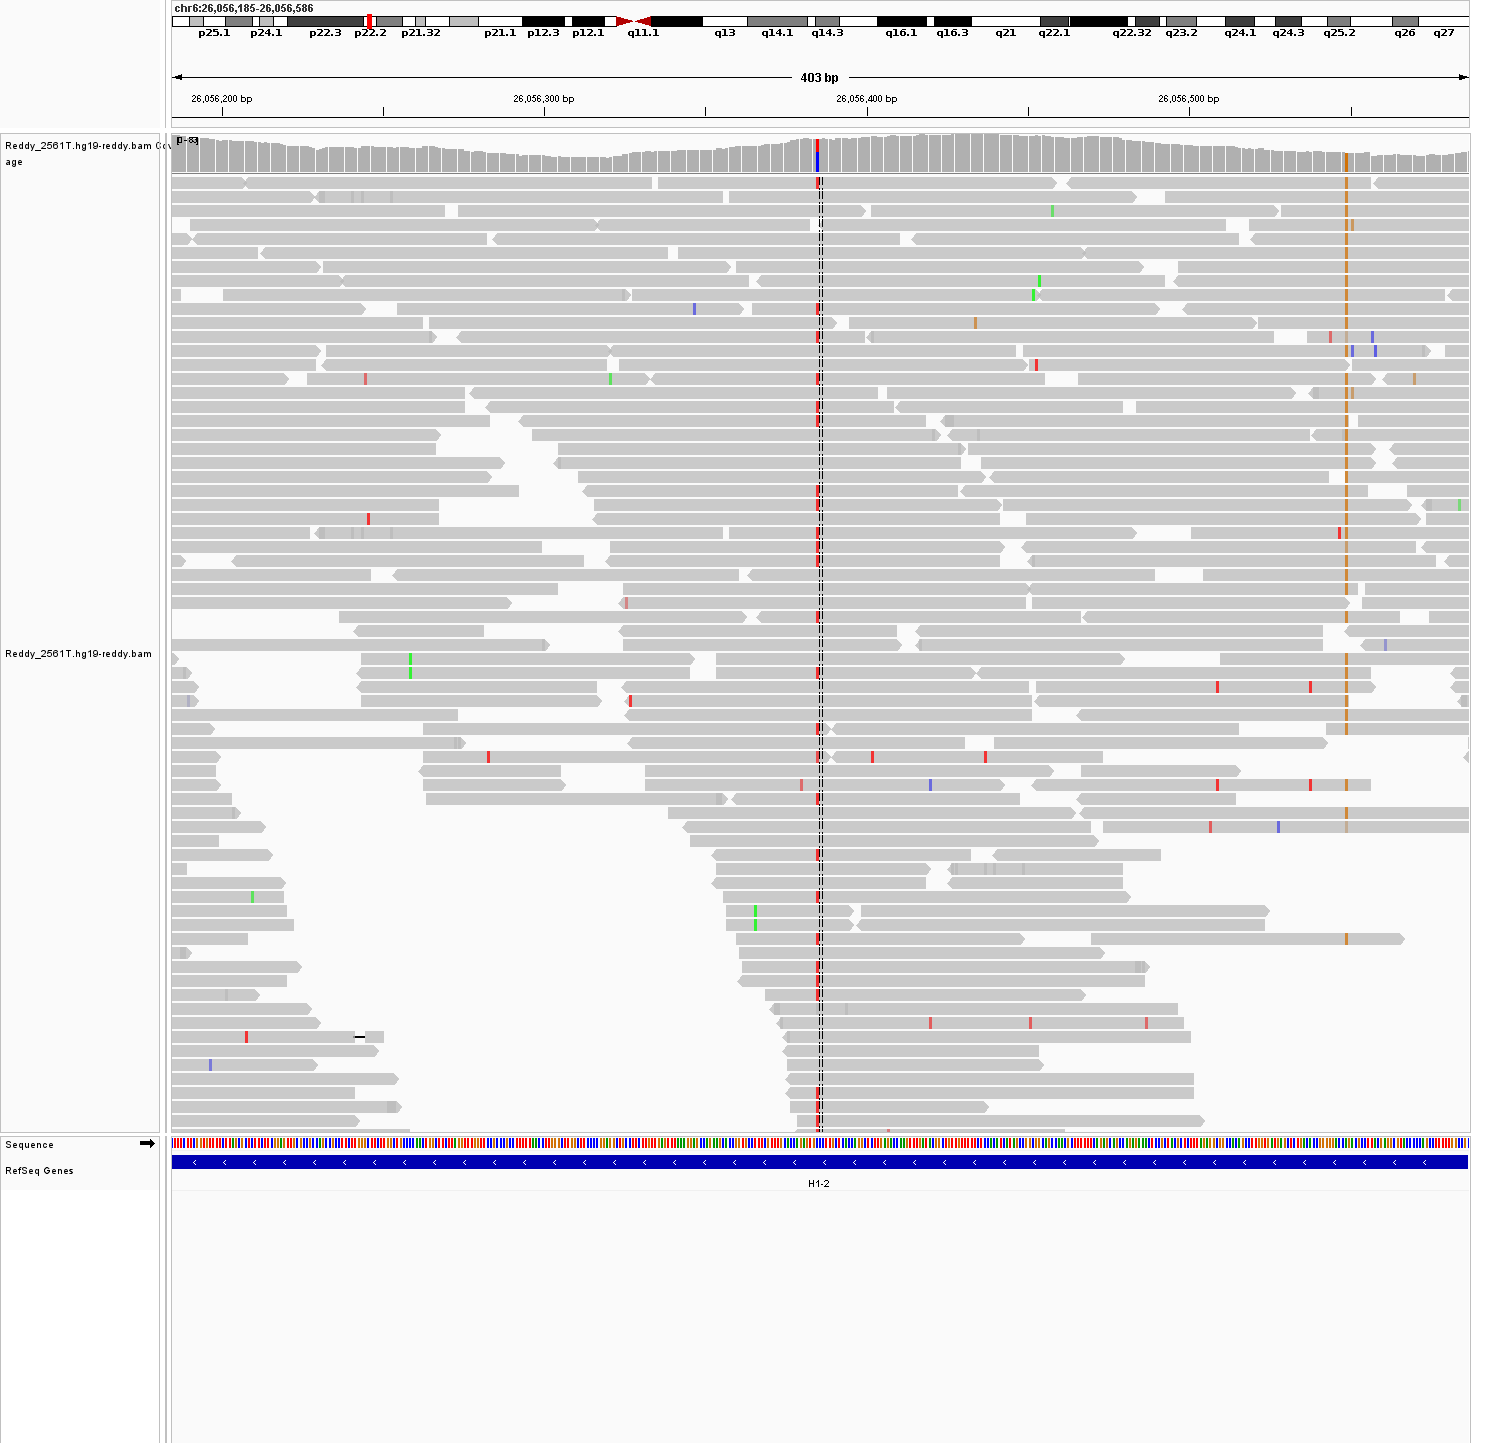 chr6:26,056,185-26,056,586
p25.1 p24.1 p22.3 p22.2 p21.32 p21.1 p12.3 p12.1 q11.1 q13 q14.1 q14.3 q16.1 q16.3 q21 q22.1 q22.32 q23.2 q24.1 q24.3 q25.2 q26 q27
403 bp
26,056,200 bp 26,056,300 bp 26,056,400 bp 26,056,500 bp
Reddy_2561T.hg19-reddy.bam Cov
age
Reddy_2561T.hg19-reddy.bam
Sequence
RefSeq Genes
H1-2